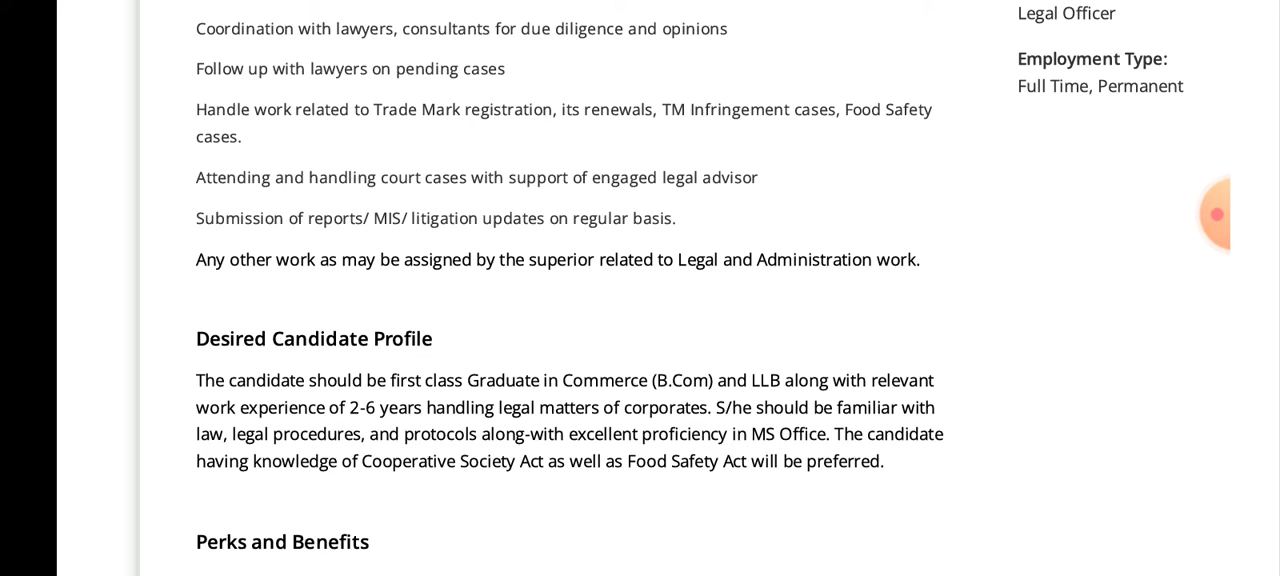 Coordination with lawyers, consultants for due diligence and opinions
Follow up with lawyers on pending cases
Handle work related to Trade Mark registration, its renewals, TM Infringement cases, Food Safety
cases.
Attending and handling court cases with support of engaged legal advisor
Submission of reports/ MIS/ litigation updates on regular basis.
Any other work as may be assigned by the superior related to Legal and Administration work.
Desired Candidate Profile
The candidate should be first class Graduate in Commerce (B.Com) and LLB along with relevant
work experience of 2-6 years handling legal matters of corporates. S/he should be familiar with
law, legal procedures, and protocols along-with excellent proficiency in MS Office. The candidate
having knowledge of Cooperative Society Act as well as Food Safety Act will be preferred.
Perks and Benefits
Legal Officer
Employment Type:
Full Time, Permanent